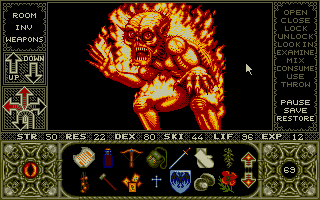 ROOM
INV
WEAPONS
UP
DOWN
OPEN
CLOSE
LOCK
UNLOCK
LOOK IN
EXAMINE
MIX
CONSUME
USE
THROW
PAUSE
SAVE
RESTORE
STR 50 RES 22 DEX 80 SKI 44 LIF 36 EXP 12
69